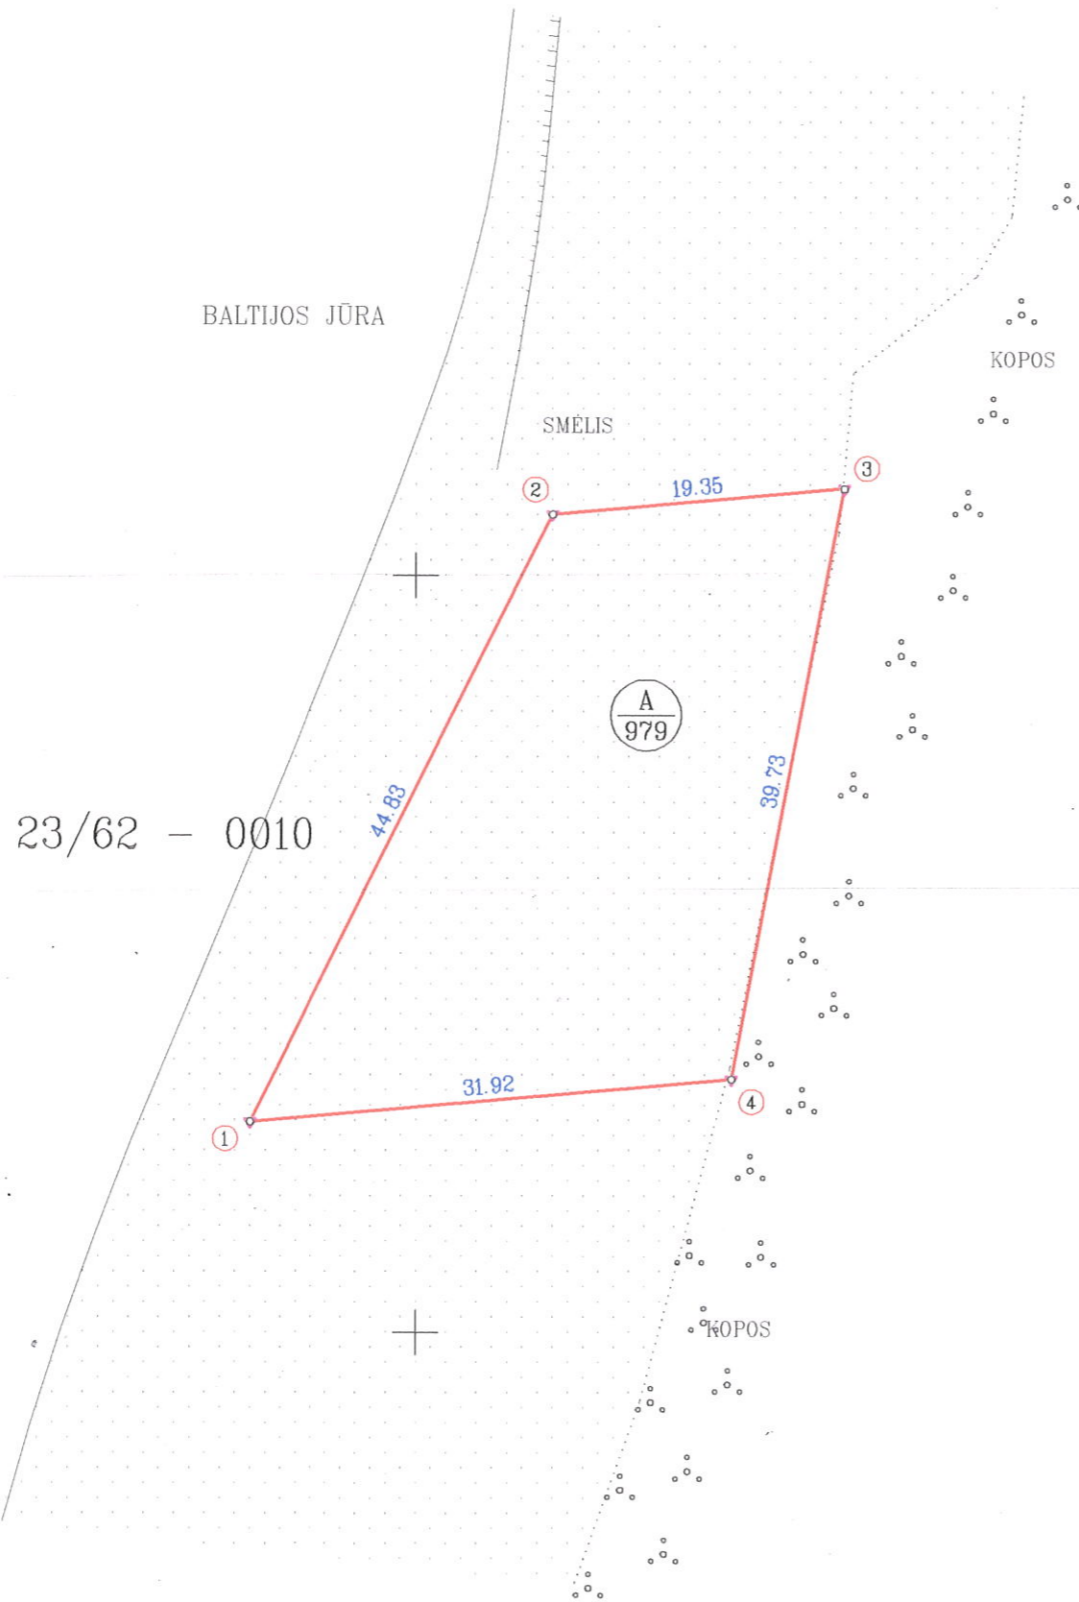 BALTIJOS JŪRA
KOPOS
SMĖLIS
2
19.35
3
A
979
44.83
39.73
23/62 - 0010
31.92
1
4
KOPOS